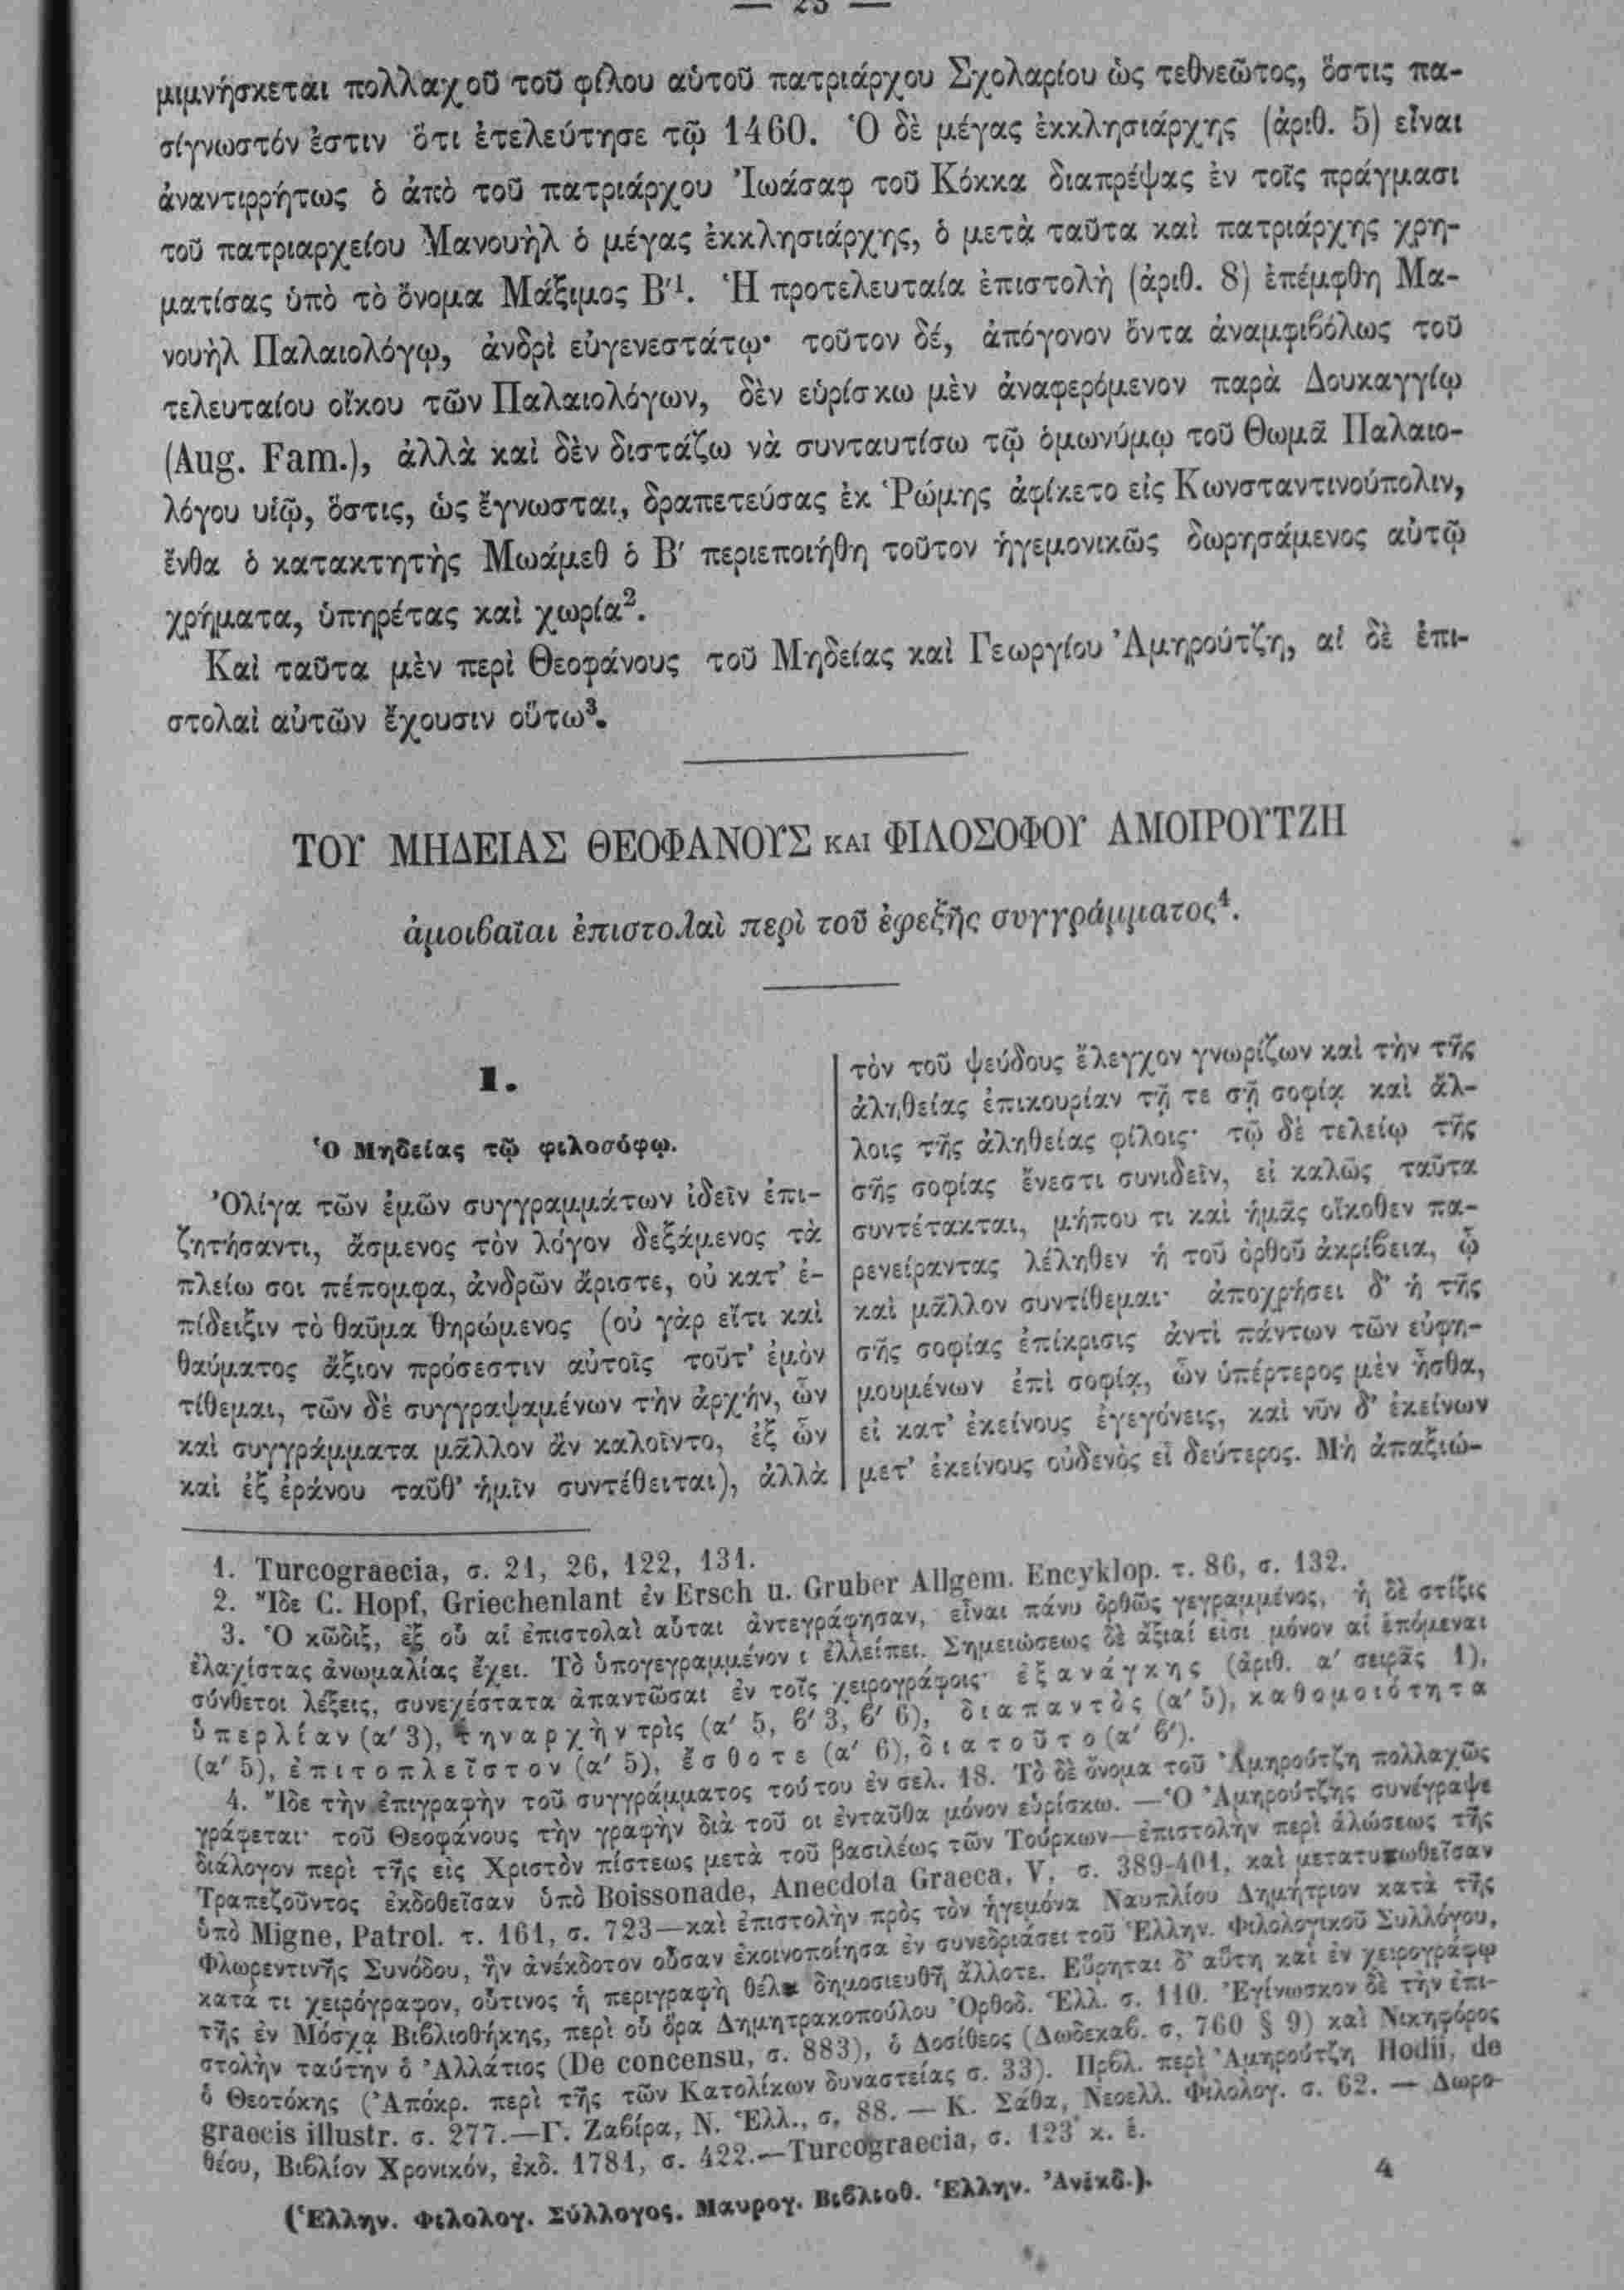 — 25 —
μιμνήσκεται πολλαχοῦ τοῦ φίλου αὑτοῦ πατριάρχου Σχολαρίου ὡς τεθνεῶτος, ὅστις πα-
σίγνωστόν ἐστιν ὅτι ἐτελεύτησε τῷ 1460. Ὁ δὲ μέγας ἐκκλησιάρχης (ἀριθ. 5) εἶναι
ἀναντιρρήτως ὁ ἀπὸ τοῦ πατριάρχου Ἰωάσαφ τοῦ Κόκκα διαπρέψας ἐν τοῖς πράγμασι
τοῦ πατριαρχείου Μανουὴλ ὁ μέγας ἐκκλησιάρχης, ὁ μετὰ ταῦτα καὶ πατριάρχης χρη-
ματίσας ὑπὸ τὸ ὄνομα Μάξιμος Β′¹. Ἡ προτελευταία ἐπιστολὴ (ἀριθ. 8) ἐπέμφθη Μα-
νουὴλ Παλαιολόγῳ, ἀνδρὶ εὐγενεστάτῳ· τοῦτον δέ, ἀπόγονον ὄντα ἀναμφιβόλως τοῦ
τελευταίου οἴκου τῶν Παλαιολόγων, δὲν εὑρίσκω μὲν ἀναφερόμενον παρὰ Δουκαγγίῳ
(Aug. Fam.), ἀλλὰ καὶ δὲν διστάζω νὰ συνταυτίσω τῷ ὁμωνύμῳ τοῦ Θωμᾶ Παλαιο-
λόγου υἱῷ, ὅστις, ὡς ἔγνωσται, δραπετεύσας ἐκ Ῥώμης ἀφίκετο εἰς Κωνσταντινούπολιν,
ἔνθα ὁ κατακτητὴς Μωάμεθ ὁ Β′ περιεποιήθη τοῦτον ἡγεμονικῶς δωρησάμενος αὐτῷ
χρήματα, ὑπηρέτας καὶ χωρία².
Καὶ ταῦτα μὲν περὶ Θεοφάνους τοῦ Μηδείας καὶ Γεωργίου Ἀμηρούτζη, αἱ δὲ ἐπι-
στολαὶ αὐτῶν ἔχουσιν οὕτω³.
ΤΟΥ ΜΗΔΕΙΑΣ ΘΕΟΦΑΝΟΥΣ ΚΑΙ ΦΙΛΟΣΟΦΟΥ ΑΜΟΙΡΟΥΤΖΗ
ἀμοιβαῖαι ἐπιστολαὶ περὶ τοῦ ἐφεξῆς συγγράμματος⁴.
1.
Ὁ Μηδείας τῷ φιλοσόφῳ.
Ὀλίγα τῶν ἐμῶν συγγραμμάτων ἰδεῖν ἐπι-
ζητήσαντι, ἄσμενος τὸν λόγον δεξάμενος τὰ
πλείω σοι πέπομφα, ἀνδρῶν ἄριστε, οὐ κατ' ἐ-
πίδειξιν τὸ θαῦμα θηρώμενος (οὐ γὰρ εἴτι καὶ
θαύματος ἄξιον πρόσεστιν αὐτοῖς τοῦτ' ἐμὸν
τίθεμαι, τῶν δὲ συγγραψαμένων τὴν ἀρχήν, ὧν
καὶ συγγράμματα μᾶλλον ἂν καλοῖντο, ἐξ ὧν
καὶ ἐξ ἐράνου ταῦθ' ἡμῖν συντέθειται), ἀλλὰ
τὸν τοῦ ψεύδους ἔλεγχον γνωρίζων καὶ τὴν τῆς
ἀληθείας ἐπικουρίαν τῇ τε σῇ σοφίᾳ καὶ ἄλ-
λοις τῆς ἀληθείας φίλοις· τῷ δὲ τελείῳ τῆς
σῆς σοφίας ἔνεστι συνιδεῖν, εἰ καλῶς ταῦτα
συντέτακται, μήπου τι καὶ ἡμᾶς οἴκοθεν πα-
ρενείραντας λέληθεν ἡ τοῦ ὀρθοῦ ἀκρίβεια, ᾧ
καὶ μᾶλλον συντίθεμαι· ἀποχρήσει δ' ἡ τῆς
σῆς σοφίας ἐπίκρισις ἀντὶ πάντων τῶν εὐφη-
μουμένων ἐπὶ σοφίᾳ, ὧν ὑπέρτερος μὲν ἦσθα,
εἰ κατ' ἐκείνους ἐγεγόνεις, καὶ νῦν δ' ἐκείνων
μετ' ἐκείνους οὐδενὸς εἶ δεύτερος. Μὴ ἀπαξιώ-
1. Turcograecia, σ. 21, 26, 122, 131.
2. Ἴδε C. Hopf, Griechenlant ἐν Ersch u. Gruber Allgem. Encyklop. τ. 86, σ. 132.
3. Ὁ κῶδιξ, ἐξ οὗ αἱ ἐπιστολαὶ αὗται ἀντεγράφησαν, εἶναι πάνυ ὀρθῶς γεγραμμένος, ἡ δὲ στίξις
ἐλαχίστας ἀνωμαλίας ἔχει. Τὸ ὑπογεγραμμένον ι ἐλλείπει. Σημειώσεως δὲ ἄξιαί εἰσι μόνον αἱ ἑπόμεναι
σύνθετοι λέξεις, συνεχέστατα ἀπαντῶσαι ἐν τοῖς χειρογράφοις· ἐξανάγκης (ἀριθ. α′ σειρᾶς 1),
ὑπερλίαν (α′ 3), τηναρχὴν τρὶς (α′ 5, β′ 3, β′ 6), διαπαντὸς (α′ 5), καθομοιότητα
(α′ 5), ἐπιτοπλεῖστον (α′ 5), ἔσθοτε (α′ 6), διατοῦτο (α′ β′).
4. Ἴδε τὴν ἐπιγραφὴν τοῦ συγγράμματος τούτου ἐν σελ. 18. Τὸ δὲ ὄνομα τοῦ Ἀμηρούτζη πολλαχῶς
γράφεται· τοῦ Θεοφάνους τὴν γραφὴν διὰ τοῦ οι ἐνταῦθα μόνον εὑρίσκω. — Ὁ Ἀμηρούτζης συνέγραψε
διάλογον περὶ τῆς εἰς Χριστὸν πίστεως μετὰ τοῦ βασιλέως τῶν Τούρκων—ἐπιστολὴν περὶ ἁλώσεως τῆς
Τραπεζοῦντος ἐκδοθεῖσαν ὑπὸ Boissonade, Anecdota Graeca, V, σ. 389-401, καὶ μετατυπωθεῖσαν
ὑπὸ Migne, Patrol. τ. 161, σ. 723—καὶ ἐπιστολὴν πρὸς τὸν ἡγεμόνα Ναυπλίου Δημήτριον κατὰ τῆς
Φλωρεντινῆς Συνόδου, ἣν ἀνέκδοτον οὖσαν ἐκοινοποίησα ἐν συνεδριάσει τοῦ Ἑλλην. Φιλολογικοῦ Συλλόγου,
κατά τι χειρόγραφον, οὗτινος ἡ περιγραφὴ θέλει δημοσιευθῆ ἄλλοτε. Εὕρηται δ' αὕτη καὶ ἐν χειρογράφῳ
τῆς ἐν Μόσχᾳ Βιβλιοθήκης, περὶ οὗ ὅρα Δημητρακοπούλου Ὀρθοδ. Ἑλλ. σ. 110. Ἐγίνωσκον δὲ τὴν ἐπι-
στολὴν ταύτην ὁ Ἀλλάτιος (De concensu, σ. 883), ὁ Δοσίθεος (Δωδεκαβ. σ. 760 § 9) καὶ Νικηφόρος
ὁ Θεοτόκης (Ἀπόκρ. περὶ τῆς τῶν Κατολίκων δυναστείας σ. 33). Πρβλ. περὶ Ἀμηρούτζη Hodii, de
graecis illustr. σ. 277.—Γ. Ζαβίρα, Ν. Ἑλλ., σ. 88. — Κ. Σάθα, Νεοελλ. Φιλολογ. σ. 62. — Δωρο-
θέου, Βιβλίον Χρονικόν, ἐκδ. 1781, σ. 422.—Turcograecia, σ. 123 κ. ἑ.
(Ἑλλην. Φιλολογ. Σύλλογος. Μαυρογ. Βιβλιοθ. Ἑλλην. Ἀνέκδ.).
4